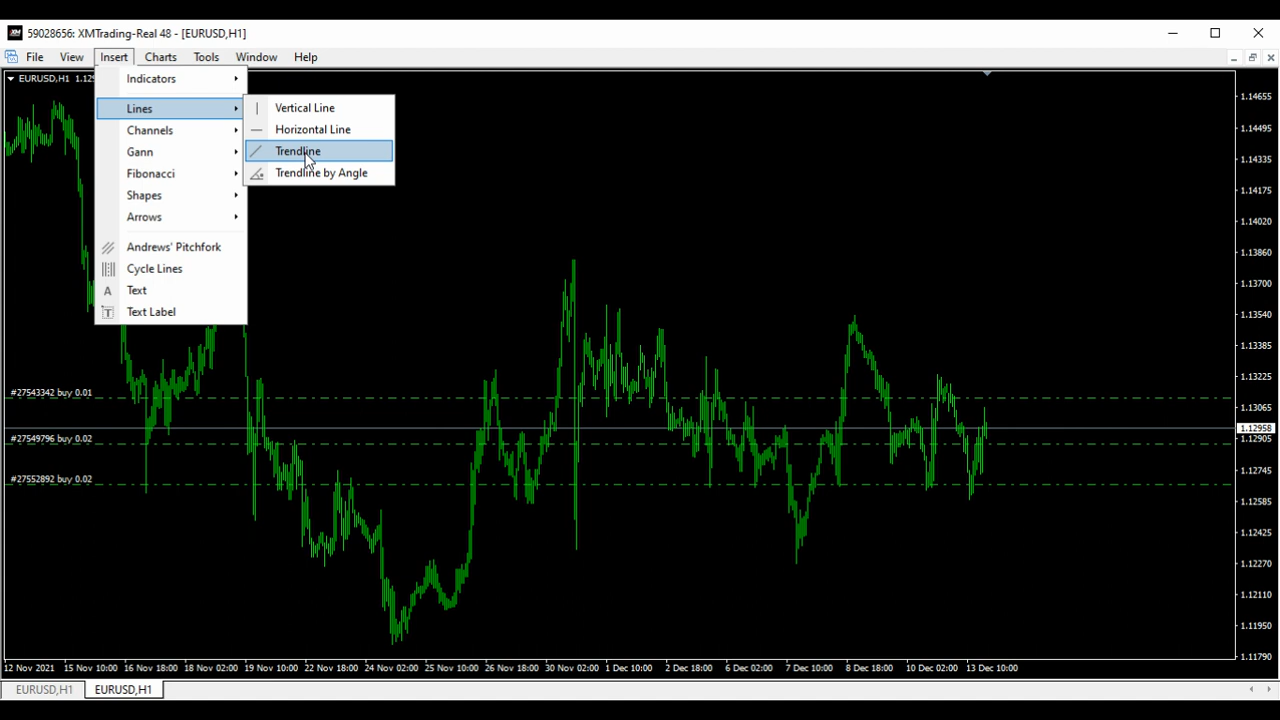 59028656: XMTrading-Real 48 - [EURUSD,H1]
File View Insert Charts Tools Window Help
EURUSD,H1 1.129
Indicators
Lines
Channels
Gann
Fibonacci
Shapes
Arrows
Andrews' Pitchfork
Cycle Lines
A Text
T Text Label
Vertical Line
Horizontal Line
Trendline
Trendline by Angle
#27543342 buy 0.01
#27549796 buy 0.02
#27552892 buy 0.02
1.14655
1.14495
1.14335
1.14175
1.14020
1.13860
1.13700
1.13540
1.13385
1.13225
1.13065
1.12958
1.12905
1.12745
1.12585
1.12425
1.12270
1.12110
1.11950
1.11790
12 Nov 2021 15 Nov 10:00 16 Nov 18:00 18 Nov 02:00 19 Nov 10:00 22 Nov 18:00 24 Nov 02:00 25 Nov 10:00 26 Nov 18:00 30 Nov 02:00 1 Dec 10:00 2 Dec 18:00 6 Dec 02:00 7 Dec 10:00 8 Dec 18:00 10 Dec 02:00 13 Dec 10:00
EURUSD,H1 EURUSD,H1